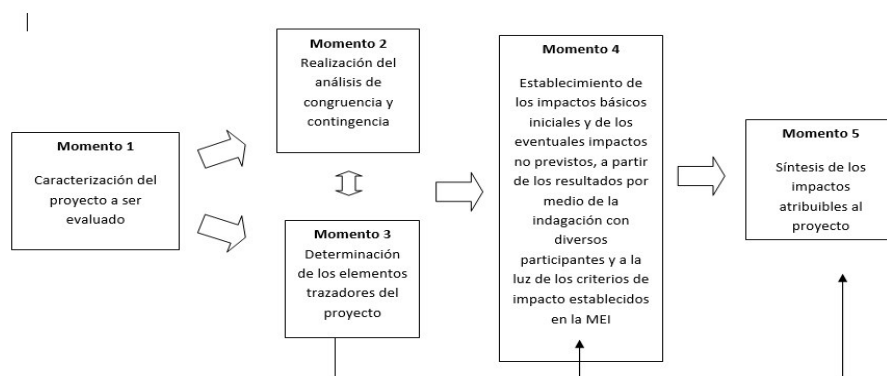 Momento 1
Caracterización del
proyecto a ser
evaluado
Momento 2
Realización del
análisis de
congruencia y
contingencia
Momento 3
Determinación
de los elementos
trazadores del
proyecto
Momento 4
Establecimiento de
los impactos básicos
iniciales y de los
eventuales impactos
no previstos, a partir
de los resultados por
medio de la
indagación con
diversos
participantes y a la
luz de los criterios de
impacto establecidos
en la MEI
Momento 5
Síntesis de los
impactos
atribuibles al
proyecto